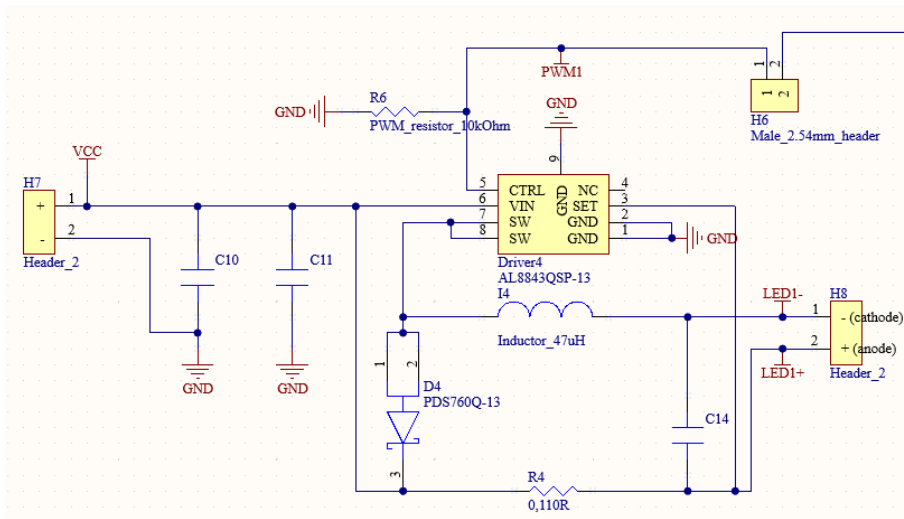 1
2
PWM1
1
2
H6
Male_2.54mm_header
R6
GND
PWM_resistor_10kOhm
GND
9
VCC
H7
+
1
-
2
Header_2
C10
C11
GND
GND
5
CTRL
NC
4
6
VIN
GND
SET
3
7
SW
GND
2
8
SW
GND
1
GND
Driver4
AL8843QSP-13
I4
Inductor_47uH
LED1-
H8
1
- (cathode)
2
+ (anode)
LED1+
Header_2
1
2
D4
PDS760Q-13
3
C14
R4
0,110R